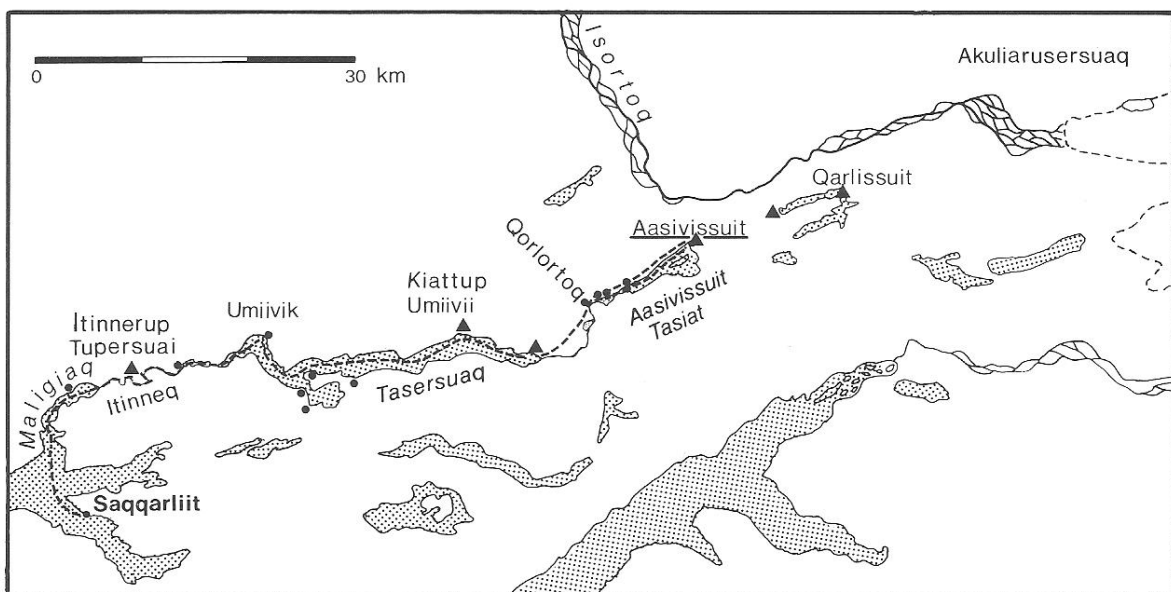 0 30 km
Isortoq
Akuliarusersuaq
Qarlissuit
Aasivissuit
Qorlortoq
Kiattup
Umiivii
Aasivissuit
Tasiat
Umiivik
Itinnerup
Tupersuai
Maligiaq
Itinneq
Tasersuaq
Saqqarliit